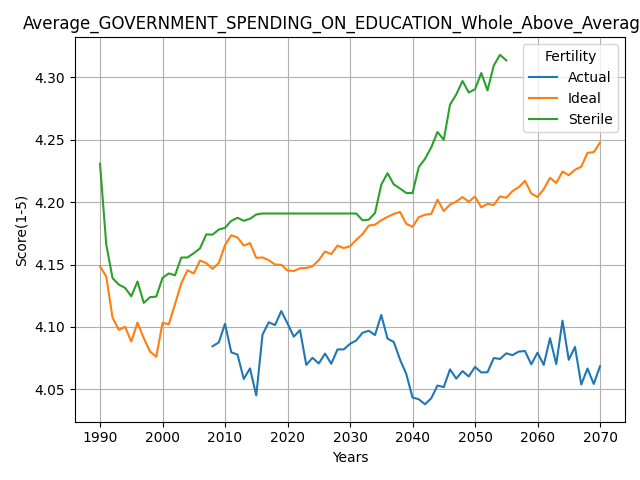 Average_GOVERNMENT_SPENDING_ON_EDUCATION_Whole_Above_Averag
Fertility
Actual
Ideal
Sterile
Score(1-5)
4.30
4.25
4.20
4.15
4.10
4.05
1990 2000 2010 2020 2030 2040 2050 2060 2070
Years